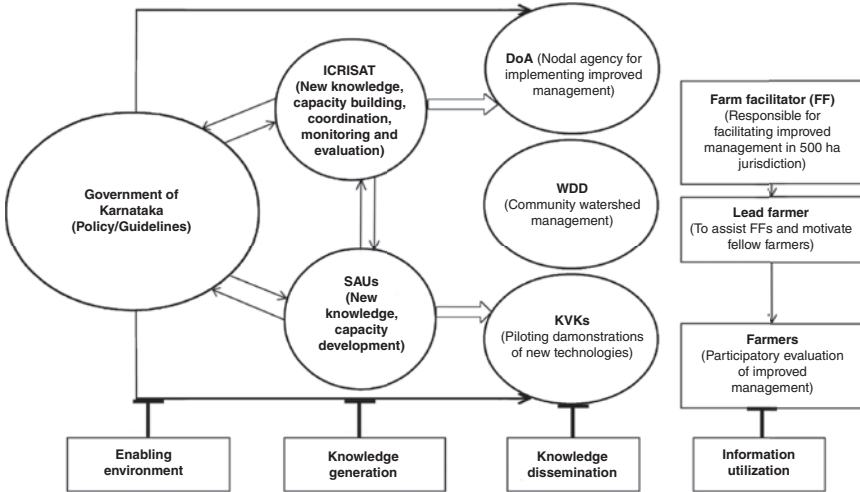 Government of
Karnataka
(Policy/Guidelines)
ICRISAT
(New knowledge,
capacity building,
coordination,
monitoring and
evaluation)
SAUs
(New
knowledge,
capacity
development)
DoA (Nodal agency for
implementing improved
management)
WDD
(Community watershed
management)
KVKs
(Piloting damonstrations
of new technologies)
Farm facilitator (FF)
(Responsible for
facilitating improved
management in 500 ha
jurisdiction)
Lead farmer
(To assist FFs and motivate
fellow farmers)
Farmers
(Participatory evaluation
of improved
management)
Enabling
environment
Knowledge
generation
Knowledge
dissemination
Information
utilization